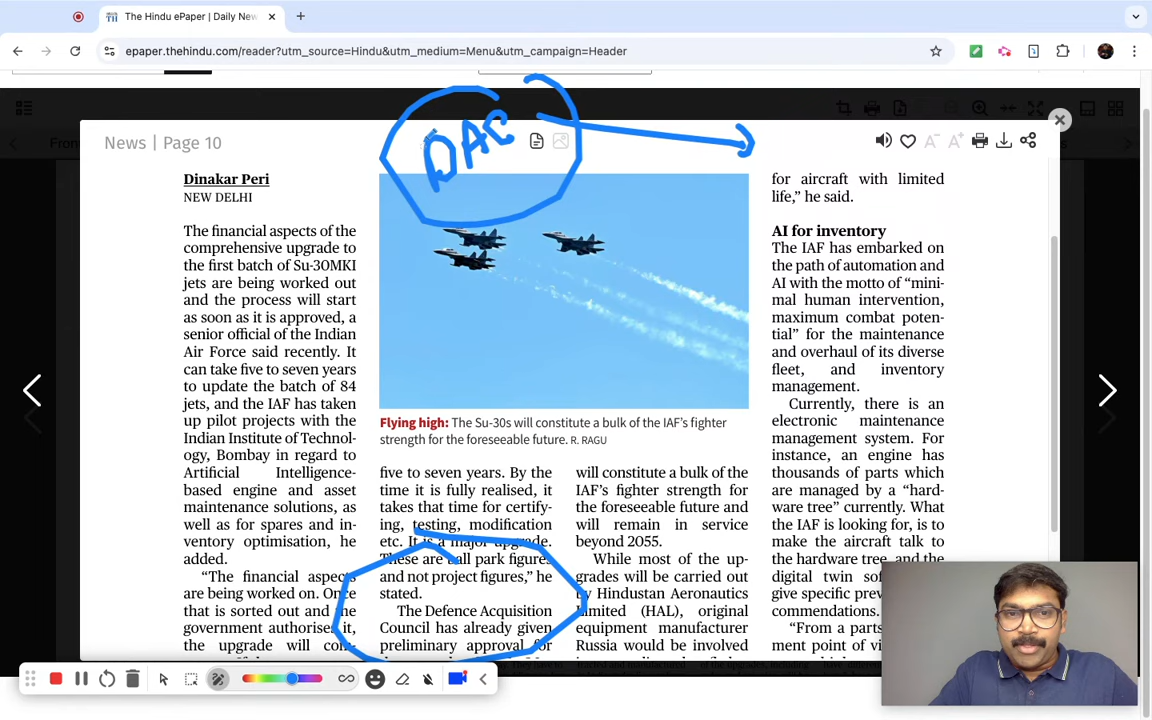 The Hindu ePaper | Daily New
epaper.thehindu.com/reader?utm_source=Hindu&utm_medium=Menu&utm_campaign=Header
News | Page 10
DAC
A⁻ A⁺
Dinakar Peri
NEW DELHI
The financial aspects of the
comprehensive upgrade to
the first batch of Su-30MKI
jets are being worked out
and the process will start
as soon as it is approved, a
senior official of the Indian
Air Force said recently. It
can take five to seven years
to update the batch of 84
jets, and the IAF has taken
up pilot projects with the
Indian Institute of Technol-
ogy, Bombay in regard to
Artificial Intelligence-
based engine and asset
maintenance solutions, as
well as for spares and in-
ventory optimisation, he
added.
“The financial aspects
are being worked on. Once
that is sorted out and the
government authorises it,
the upgrade will
Flying high: The Su-30s will constitute a bulk of the IAF’s fighter
strength for the foreseeable future. R. RAGU
five to seven years. By the
time it is fully realised, it
takes that time for certify-
ing, testing, modification
etc. It is a major upgrade.
These are ball park figures
and not project figures,” he
stated.
The Defence Acquisition
Council has already given
preliminary approval for
will constitute a bulk of the
IAF’s fighter strength for
the foreseeable future and
will remain in service
beyond 2055.
While most of the up-
grades will be carried out
by Hindustan Aeronautics
Limited (HAL), original
equipment manufacturer
Russia would be involved
for aircraft with limited
life,” he said.
AI for inventory
The IAF has embarked on
the path of automation and
AI with the motto of “mini-
mal human intervention,
maximum combat poten-
tial” for the maintenance
and overhaul of its diverse
fleet, and inventory
management.
Currently, there is an
electronic maintenance
management system. For
instance, an engine has
thousands of parts which
are managed by a “hard-
ware tree” currently. What
the IAF is looking for, is to
make the aircraft talk to
the hardware tree, and the
digital twin
give specific
commendations.
“From a parts
ment point of